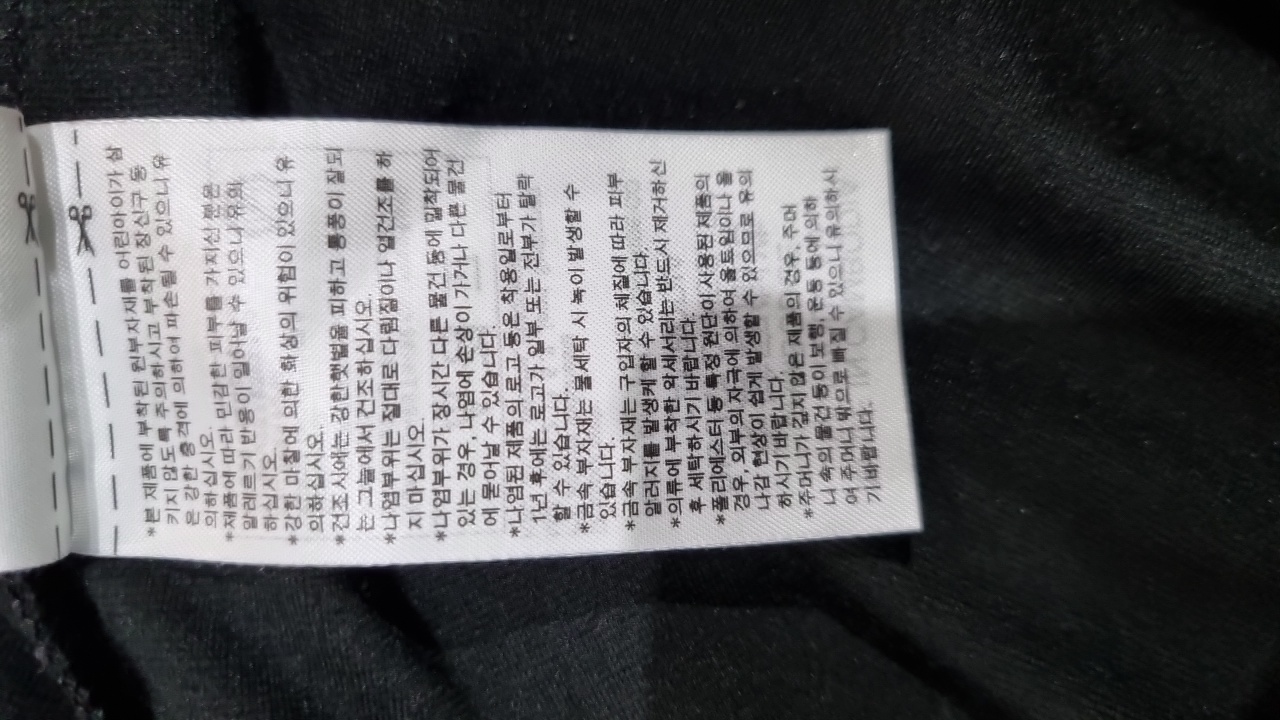 *본 제품에 부착된 원부자재를 어린아이가 삼
키지 않도록 주의하시고 부착된 장신구 등
은 강한 충격에 의하여 파손될 수 있으니 유
의하십시오.
*제품에 따라 민감한 피부를 가지신 분은
알레르기 반응이 일어날 수 있으니 유의
하십시오.
*강한 마찰에 의한 화상의 위험이 있으니 유
의하십시오.
*건조시에는 강한햇빛을 피하고 통풍이 잘되
는 그늘에서 건조하십시오.
*나염부위는 절대로 다림질이나 열건조를 하
지 마십시오.
*나염부위가 장시간 다른 물건 등에 밀착되어
있는 경우, 나염에 손상이 가거나 다른 물건
에 묻어날 수 있습니다.
*나염된 제품의 로고 등은 착용일로부터
1년 후에는 로고가 일부 또는 전부가 탈락
할 수 있습니다.
*금속 부자재는 물세탁 시 녹이 발생할 수
있습니다.
*금속 부자재는 구입자의 체질에 따라 피부
알러지를 발생케 할 수 있습니다.
*의류에 부착한 악세서리는 반드시 제거하신
후 세탁하시기 바랍니다.
*폴리에스터 등 특정 원단이 사용된 제품의
경우, 외부의 자극에 의하여 올트임이나 올
나감 현상이 쉽게 발생할 수 있으므로 유의
하시기 바랍니다.
*주머니가 깊지 않은 제품의 경우, 주머
니 속의 물건 등이 보행, 운동 등에 의하
여 주머니 밖으로 빠질 수 있으니 유의하시
기 바랍니다.